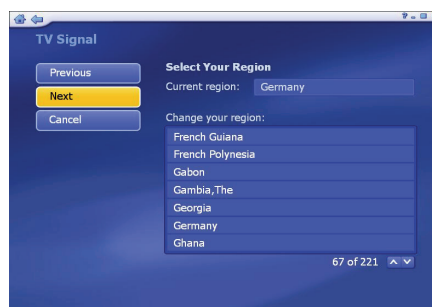 TV Signal
Previous
Next
Cancel
Select Your Region
Current region: Germany
Change your region:
French Guiana
French Polynesia
Gabon
Gambia,The
Georgia
Germany
Ghana
67 of 221